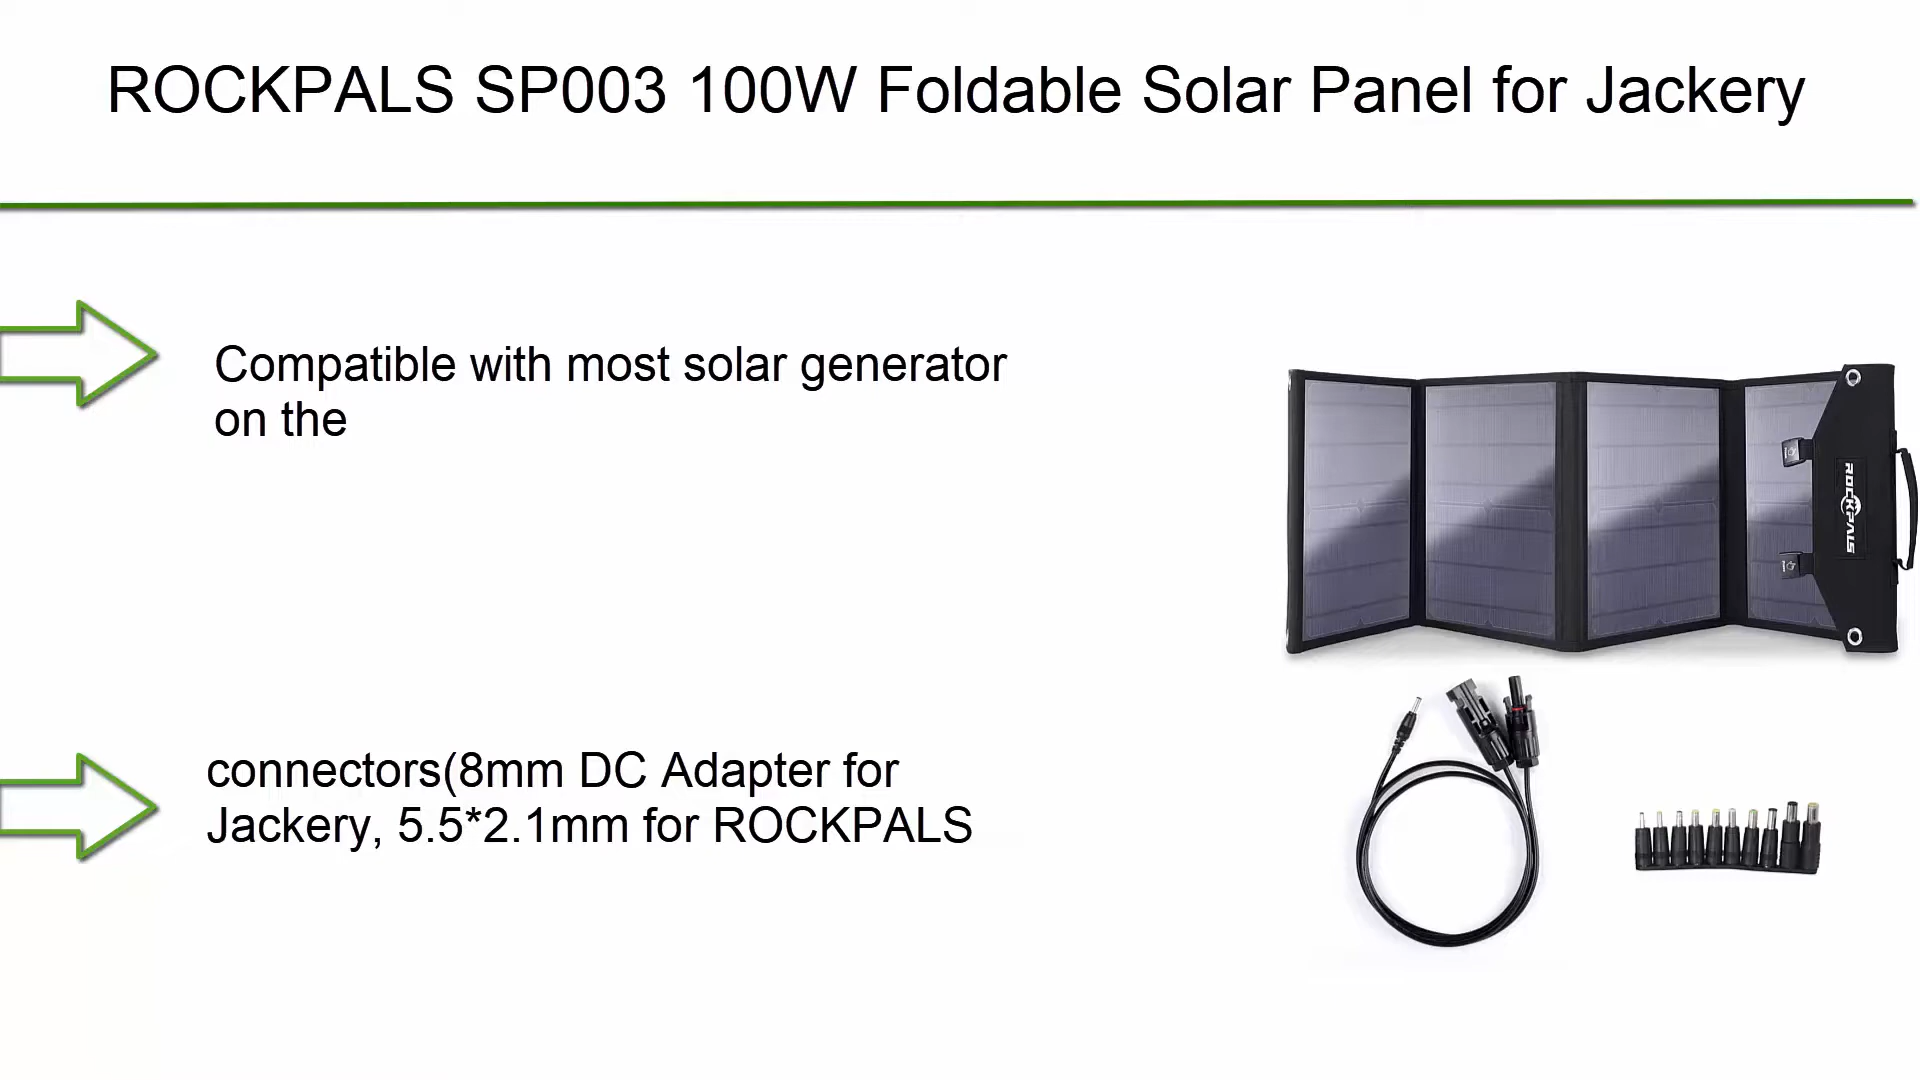 ROCKPALS SP003 100W Foldable Solar Panel for Jackery
Compatible with most solar generator
on the
connectors(8mm DC Adapter for
Jackery, 5.5*2.1mm for ROCKPALS
ROCKPALS